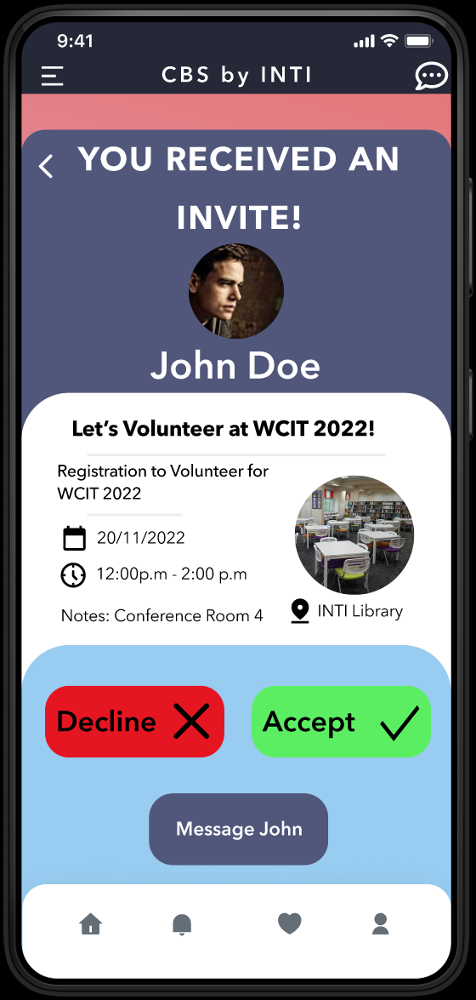 9:41
CBS by INTI
YOU RECEIVED AN
INVITE!
John Doe
Let’s Volunteer at WCIT 2022!
Registration to Volunteer for
WCIT 2022
20/11/2022
12:00p.m - 2:00 p.m
Notes: Conference Room 4
INTI Library
Decline
Accept
Message John